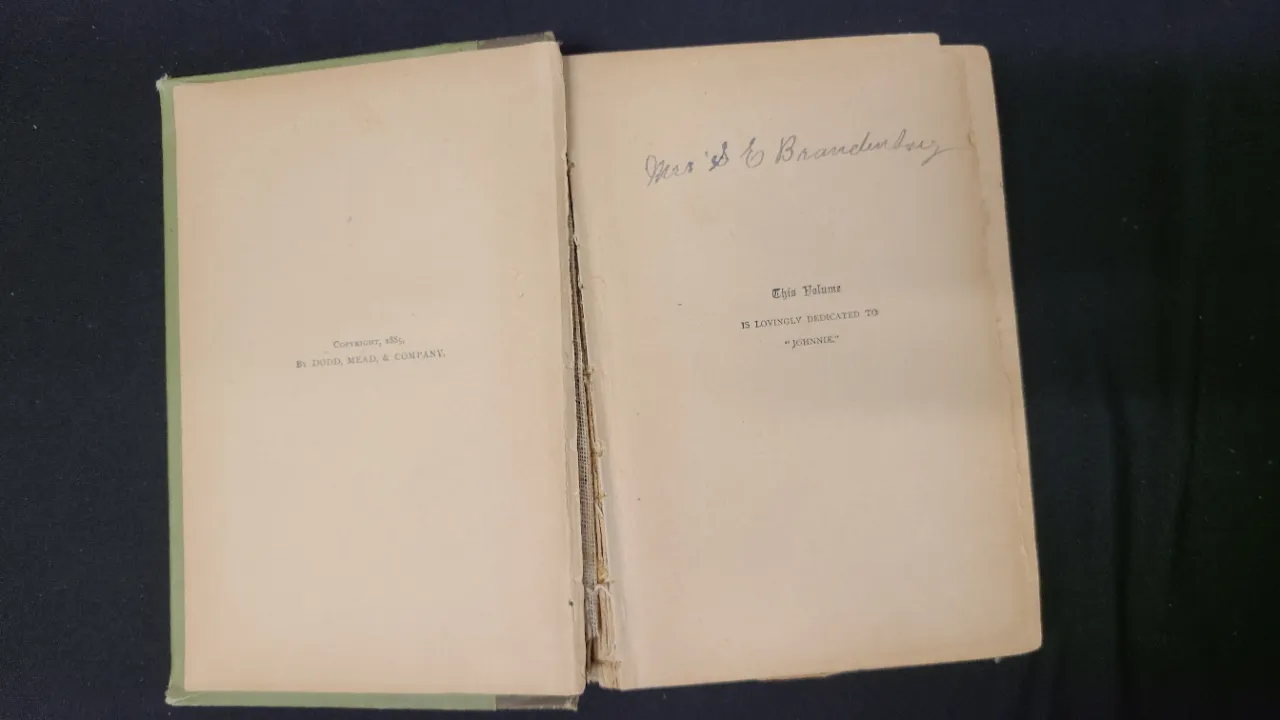 COPYRIGHT, 1885,
BY DODD, MEAD, & COMPANY.
Mrs S E Brandenburg
This Volume
IS LOVINGLY DEDICATED TO
"JOHNNIE."